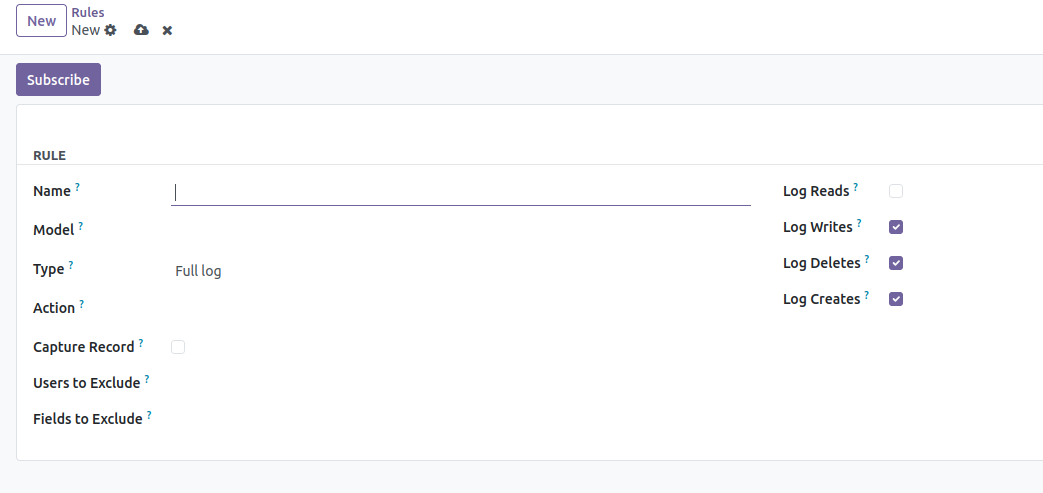 New
Rules
New
Subscribe
RULE
Name ?
Model ?
Type ? Full log
Action ?
Capture Record ?
Users to Exclude ?
Fields to Exclude ?
Log Reads ?
Log Writes ?
Log Deletes ?
Log Creates ?